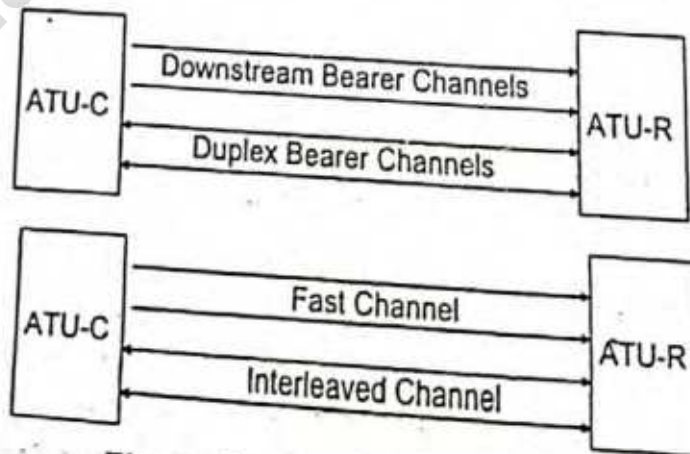 ATU-C
Downstream Bearer Channels
Duplex Bearer Channels
ATU-R
ATU-C
Fast Channel
Interleaved Channel
ATU-R